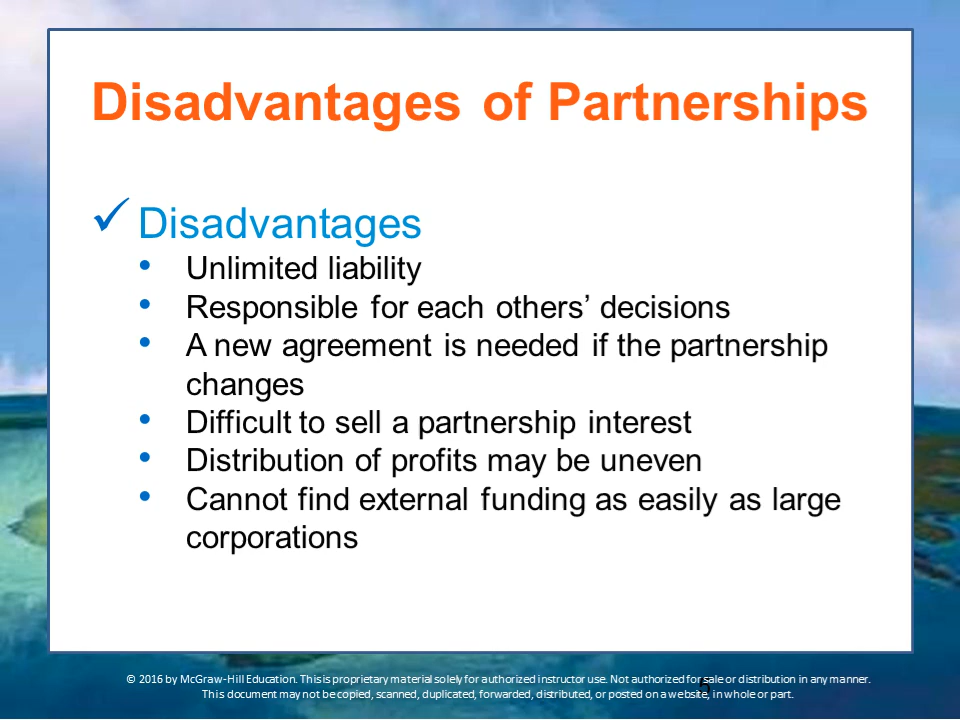 Disadvantages of Partnerships
✓ Disadvantages
• Unlimited liability
• Responsible for each others’ decisions
• A new agreement is needed if the partnership
changes
• Difficult to sell a partnership interest
• Distribution of profits may be uneven
• Cannot find external funding as easily as large
corporations
© 2016 by McGraw-Hill Education. This is proprietary material solely for authorized instructor use. Not authorized for sale or distribution in any manner.
This document may not be copied, scanned, duplicated, forwarded, distributed, or posted on a website, in whole or part.